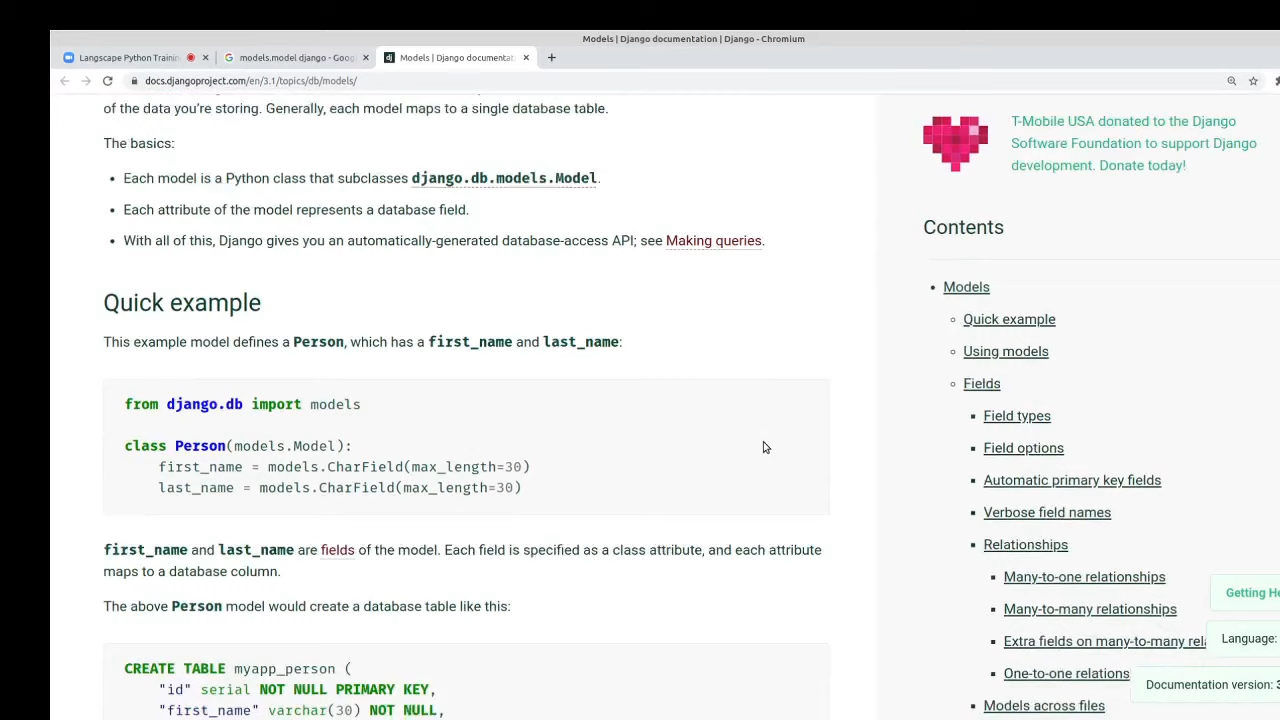 Models | Django documentation | Django - Chromium
Langscape Python Trainin
models.model django - Goog
dj Models | Django documentat
docs.djangoproject.com/en/3.1/topics/db/models/
of the data you're storing. Generally, each model maps to a single database table.
The basics:
• Each model is a Python class that subclasses django.db.models.Model.
• Each attribute of the model represents a database field.
• With all of this, Django gives you an automatically-generated database-access API; see Making queries.
Quick example
This example model defines a Person, which has a first_name and last_name:
from django.db import models
class Person(models.Model):
    first_name = models.CharField(max_length=30)
    last_name = models.CharField(max_length=30)
first_name and last_name are fields of the model. Each field is specified as a class attribute, and each attribute
maps to a database column.
The above Person model would create a database table like this:
CREATE TABLE myapp_person (
    "id" serial NOT NULL PRIMARY KEY,
    "first_name" varchar(30) NOT NULL,
T-Mobile USA donated to the Django
Software Foundation to support Django
development. Donate today!
Contents
Models
Quick example
Using models
Fields
Field types
Field options
Automatic primary key fields
Verbose field names
Relationships
Many-to-one relationships
Many-to-many relationships
Extra fields on many-to-many rela
One-to-one relations
Models across files
Getting He
Language:
Documentation version: 3